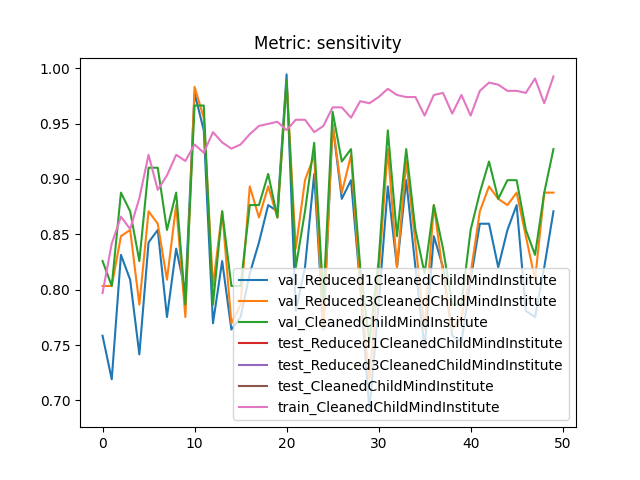 Metric: sensitivity
1.00
0.95
0.90
0.85
0.80
0.75
0.70
val_Reduced1CleanedChildMindInstitute
val_Reduced3CleanedChildMindInstitute
val_CleanedChildMindInstitute
test_Reduced1CleanedChildMindInstitute
test_Reduced3CleanedChildMindInstitute
test_CleanedChildMindInstitute
train_CleanedChildMindInstitute
0 10 20 30 40 50